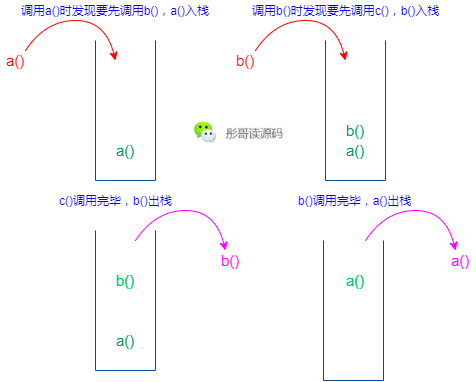 调用a()时发现要先调用b()，a()入栈
调用b()时发现要先调用c()，b()入栈
a()
a()
b()
b()
a()
彤哥读源码
c()调用完毕，b()出栈
b()调用完毕，a()出栈
b()
b()
a()
a()
a()